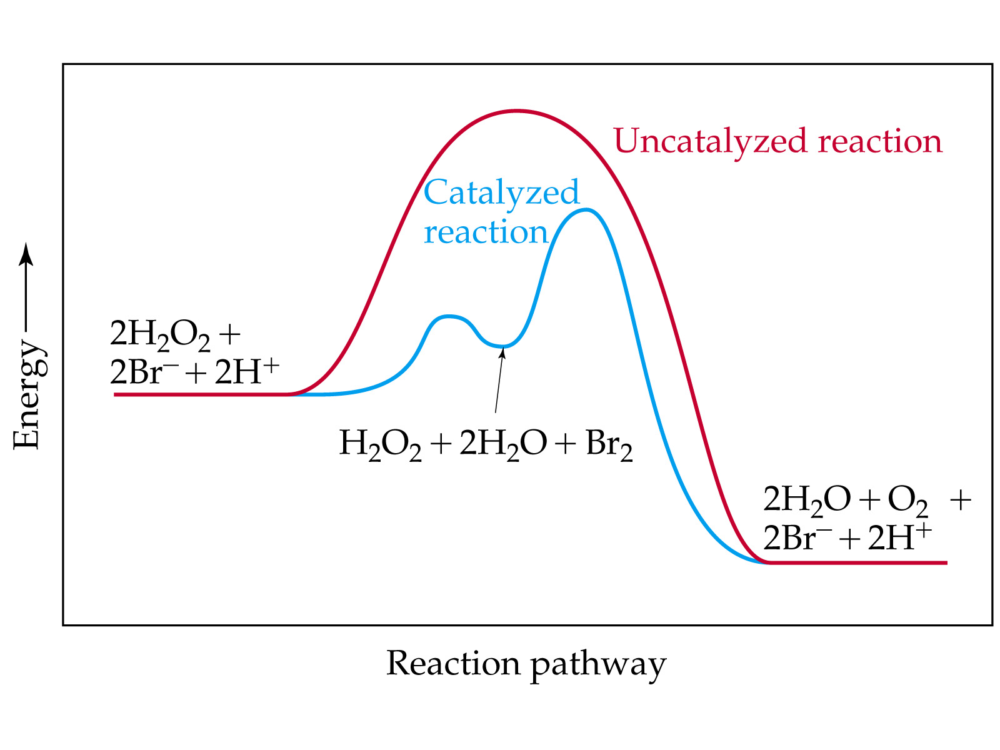 Uncatalyzed reaction
Catalyzed
reaction
2H₂O₂ +
2Br⁻ + 2H⁺
H₂O₂ + 2H₂O + Br₂
2H₂O + O₂ +
2Br⁻ + 2H⁺
Energy
Reaction pathway